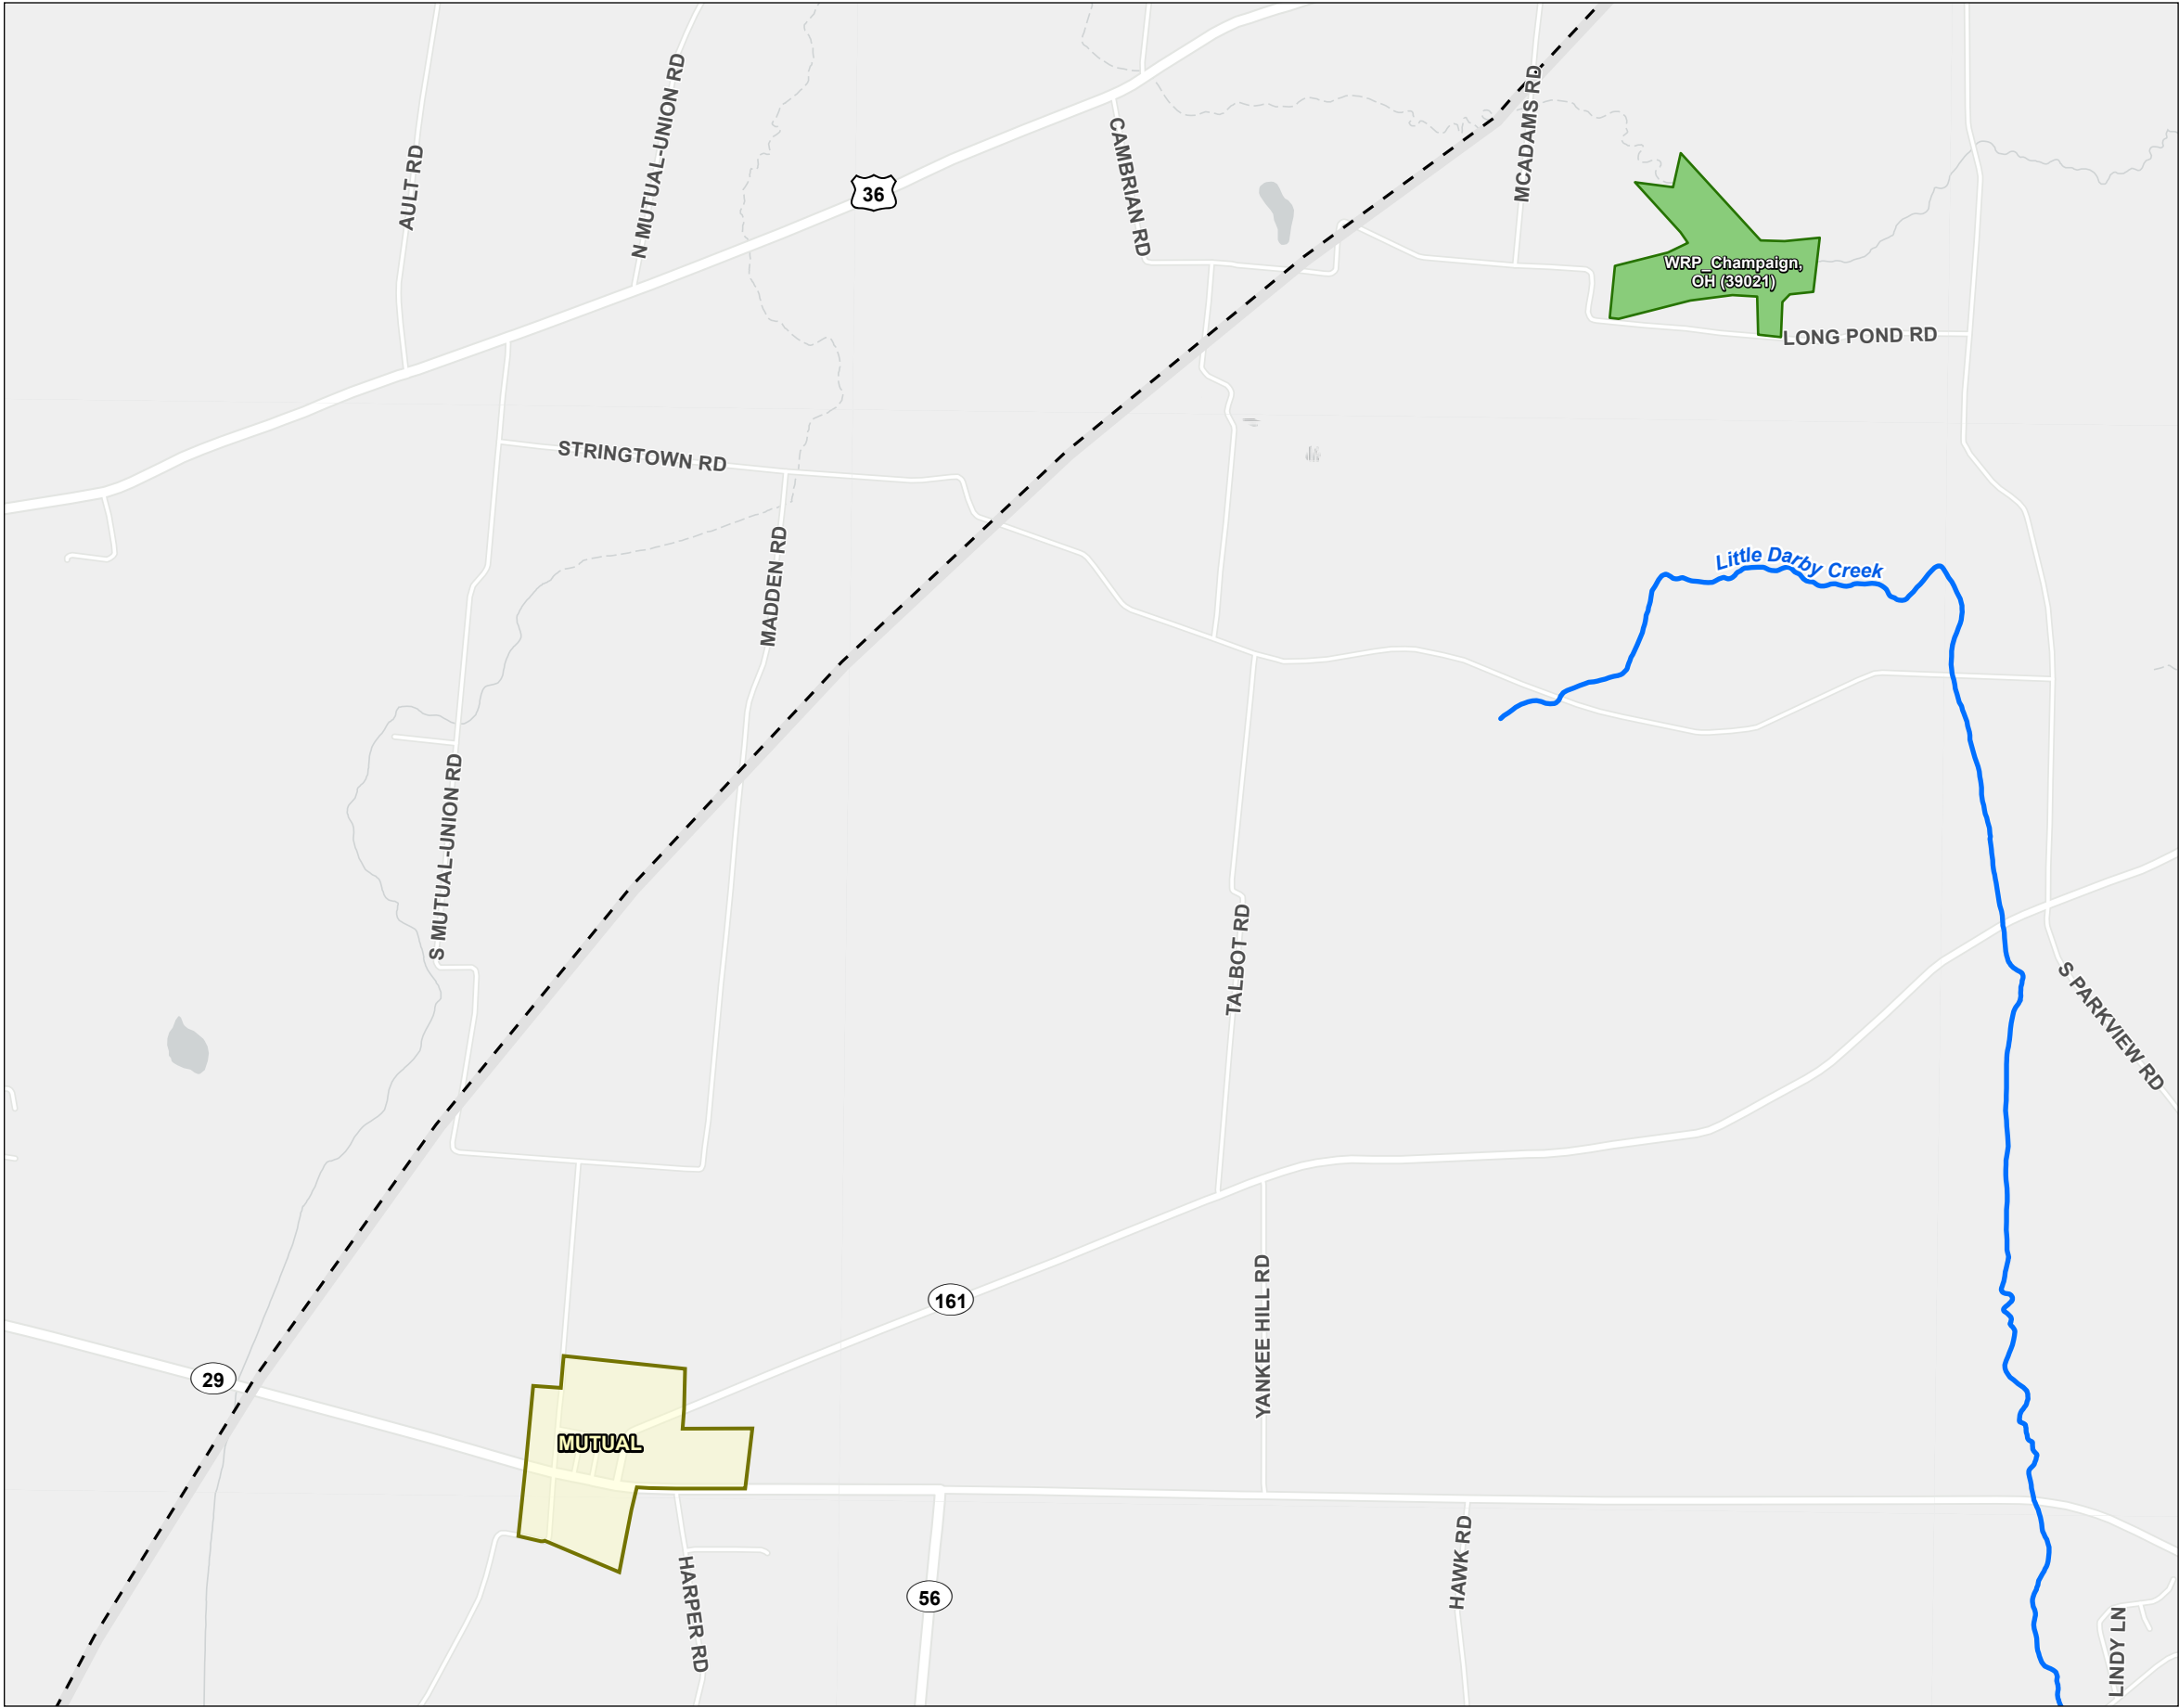 AULT RD
N MUTUAL-UNION RD
36
CAMBRIAN RD
MCADAMS RD
WRP_Champaign,
OH (39021)
LONG POND RD
STRINGTOWN RD
MADDEN RD
Little Darby Creek
S MUTUAL-UNION RD
TALBOT RD
S PARKVIEW RD
161
YANKEE HILL RD
29
MUTUAL
HARPER RD
56
HAWK RD
LINDY LN